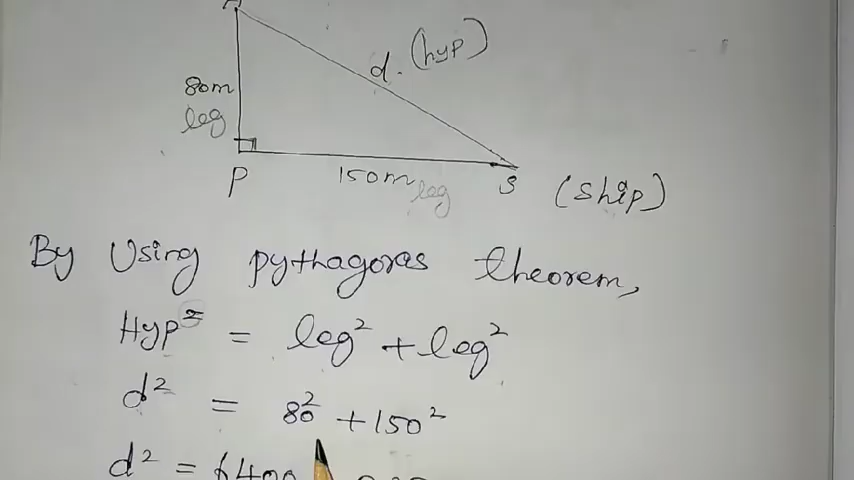 d. (hyp)
80m
leg
P
150m leg
S (Ship)
By Using pythagoras theorem,
Hyp² = leg² + leg²
d² = 80² + 150²
d² = 6400